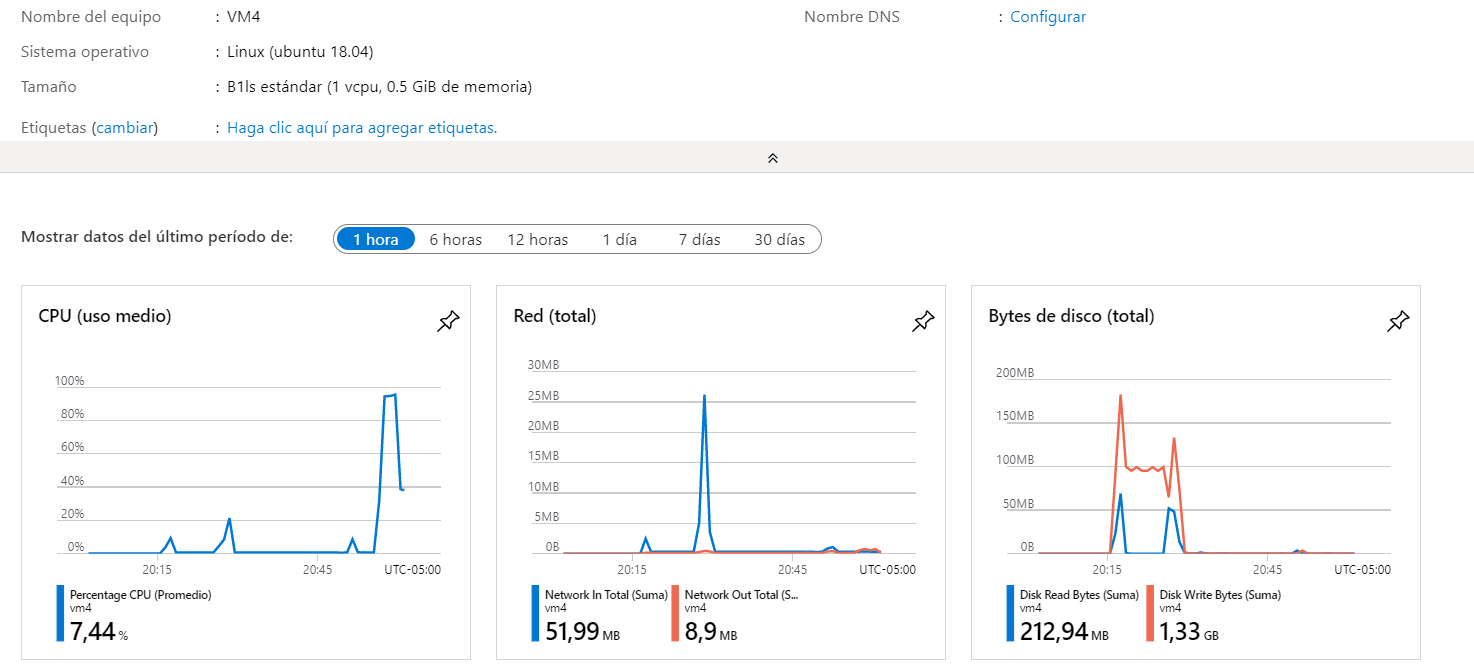 Nombre del equipo : VM4 Nombre DNS : Configurar
Sistema operativo : Linux (ubuntu 18.04)
Tamaño : B1ls estándar (1 vcpu, 0.5 GiB de memoria)
Etiquetas (cambiar) : Haga clic aquí para agregar etiquetas.
Mostrar datos del último período de: 1 hora 6 horas 12 horas 1 día 7 días 30 días
CPU (uso medio)
100%
80%
60%
40%
20%
0%
20:15 20:45 UTC-05:00
Percentage CPU (Promedio)
vm4
7,44 %
Red (total)
30MB
25MB
20MB
15MB
10MB
5MB
0B
20:15 20:45 UTC-05:00
Network In Total (Suma) Network Out Total (S...
vm4 vm4
51,99 MB 8,9 MB
Bytes de disco (total)
200MB
150MB
100MB
50MB
0B
20:15 20:45 UTC-05:00
Disk Read Bytes (Suma) Disk Write Bytes (Suma)
vm4 vm4
212,94 MB 1,33 GB